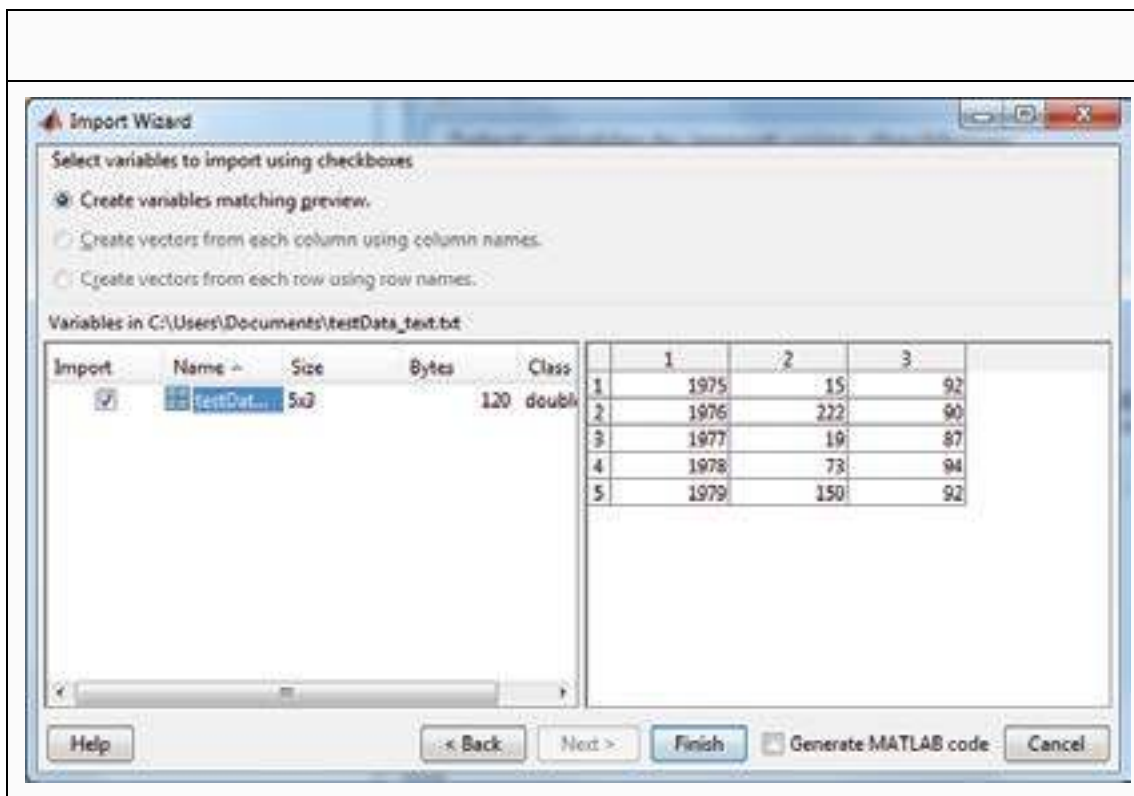 Import Wizard
Select variables to import using checkboxes
Create variables matching preview.
Create vectors from each column using column names.
Create vectors from each row using row names.
Variables in C:\Users\Documents\testData_text.txt
Import Name Size Bytes Class
testDat... 5x3 120 double
1 2 3
1 1975 15 92
2 1976 222 90
3 1977 19 87
4 1978 73 94
5 1979 150 92
Help < Back Next > Finish Generate MATLAB code Cancel